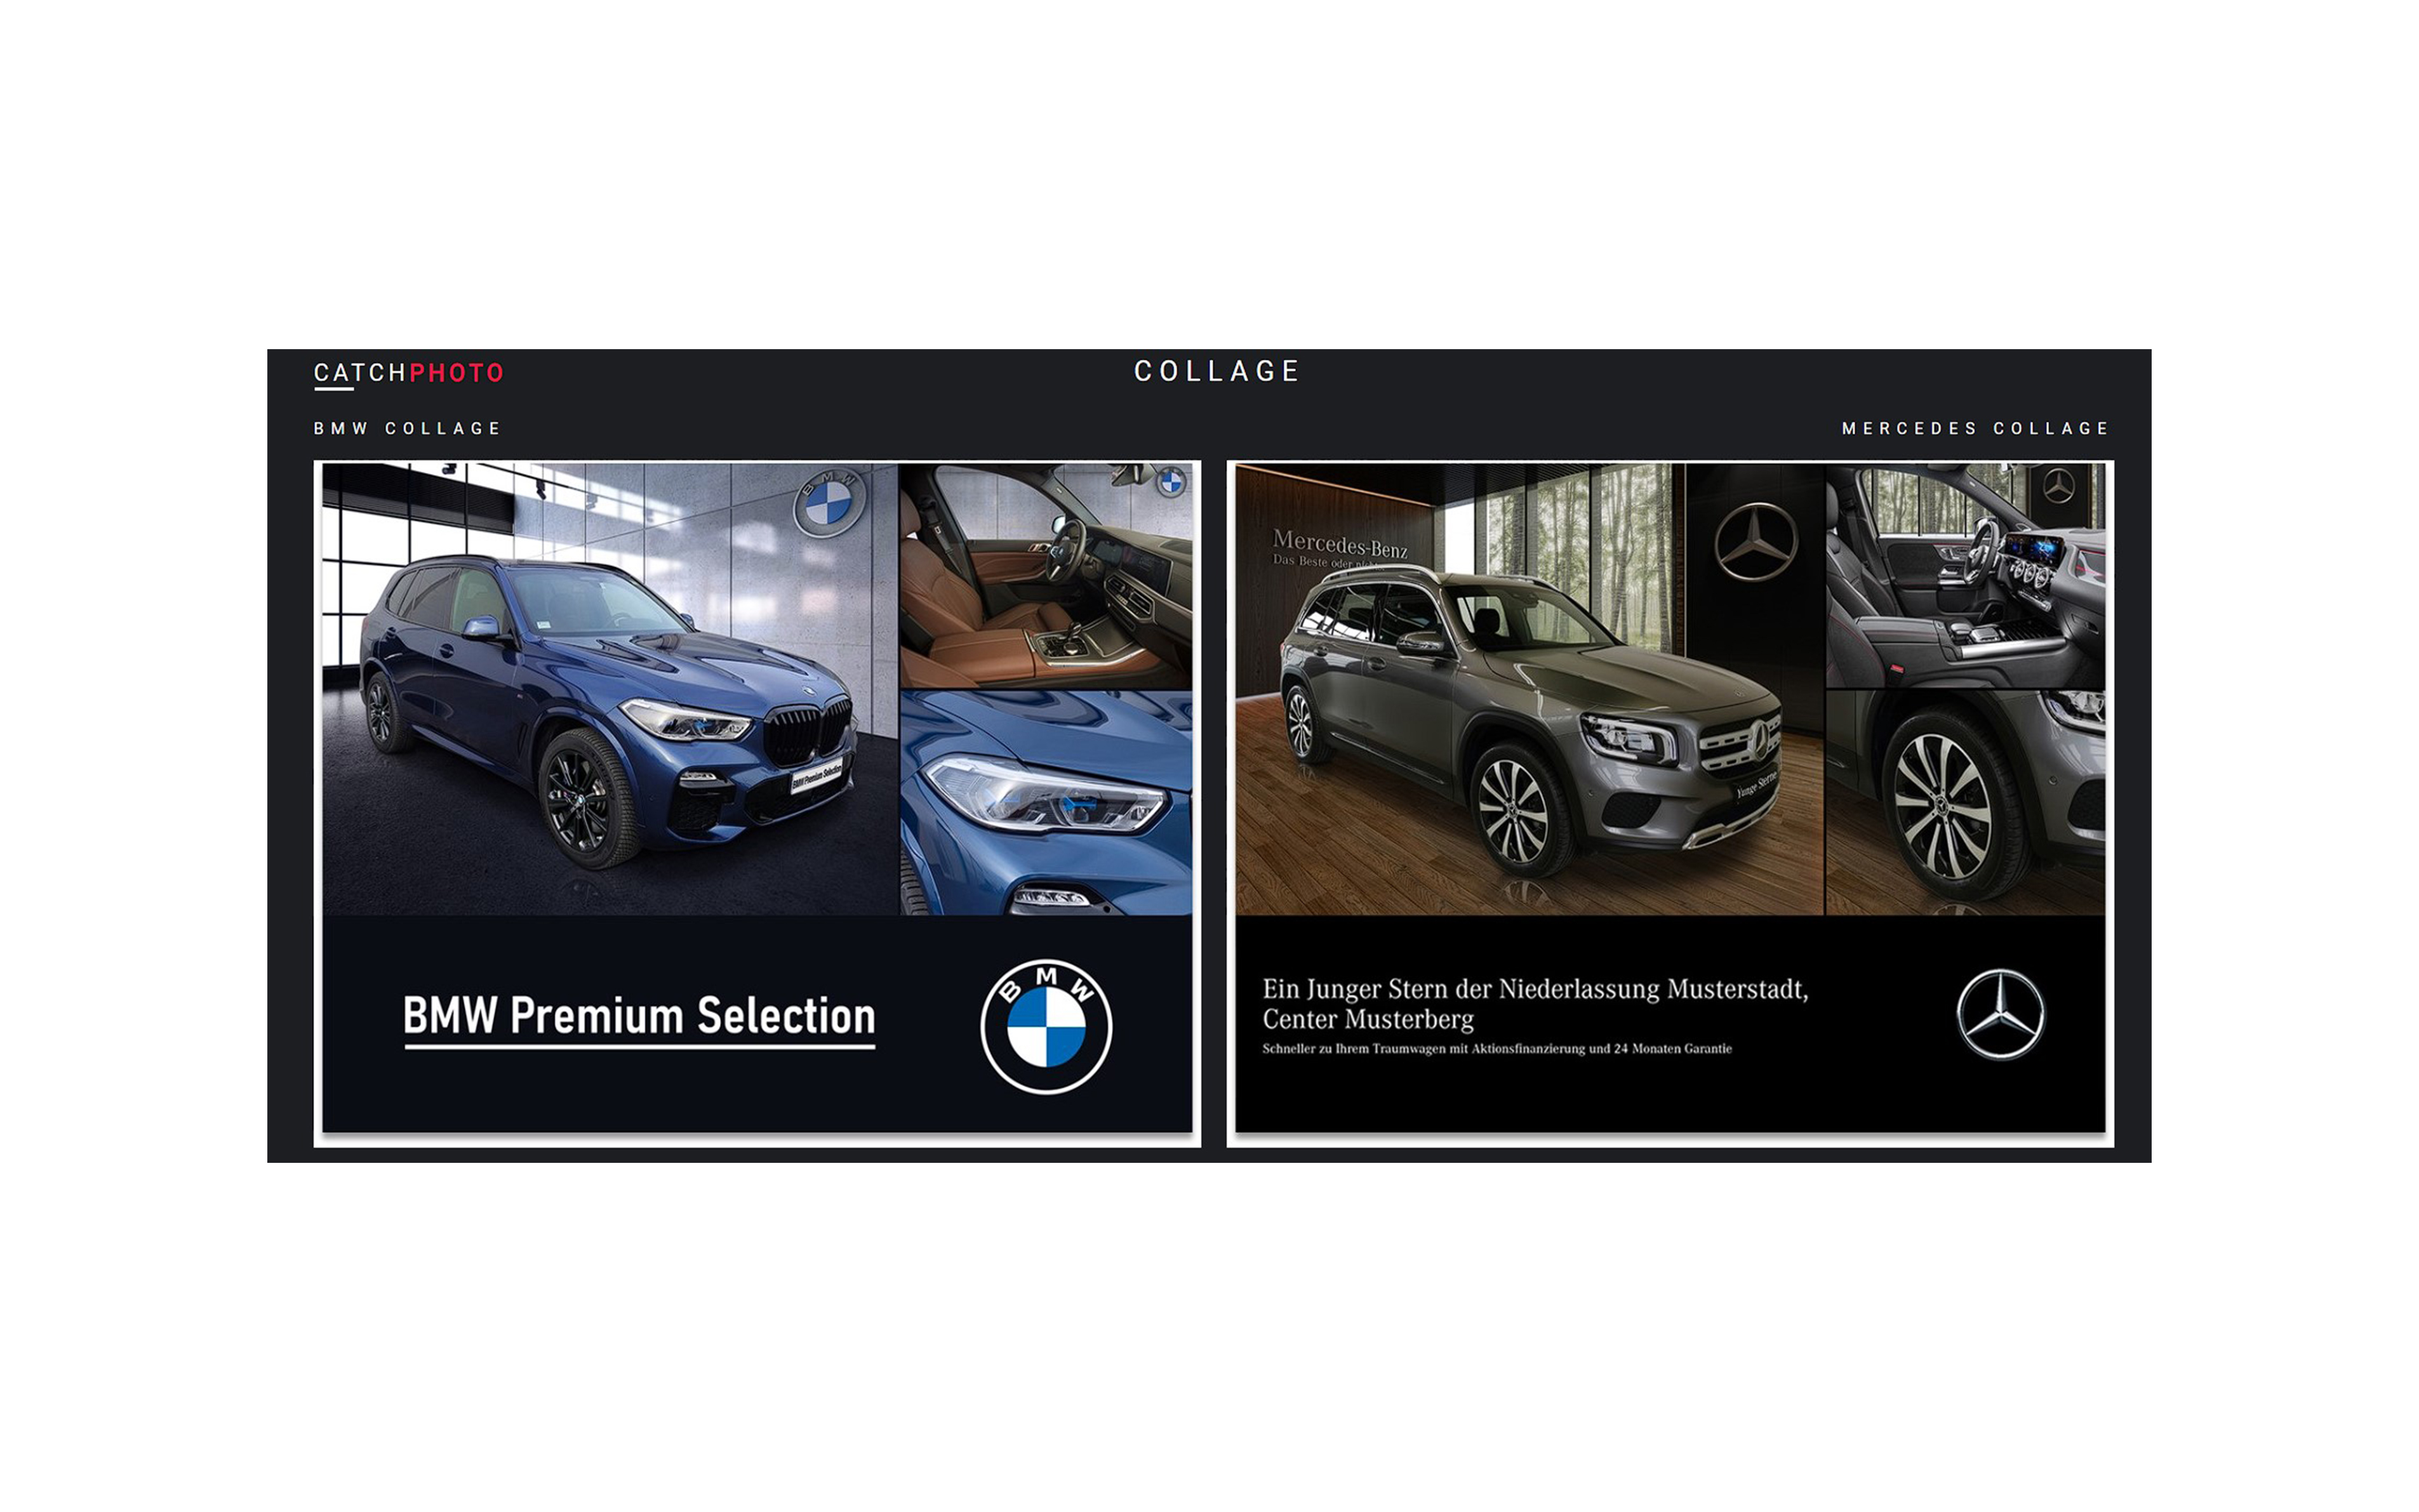 CATCHPHOTO
COLLAGE
BMW COLLAGE
MERCEDES COLLAGE
BMW
BMW Premium Selection
Mercedes-Benz
Das Beste oder
Junge Sterne
BMW Premium Selection
BMW
Ein Junger Stern der Niederlassung Musterstadt,
Center Musterberg
Schneller zu Ihrem Traumwagen mit Aktionsfinanzierung und 24 Monaten Garantie